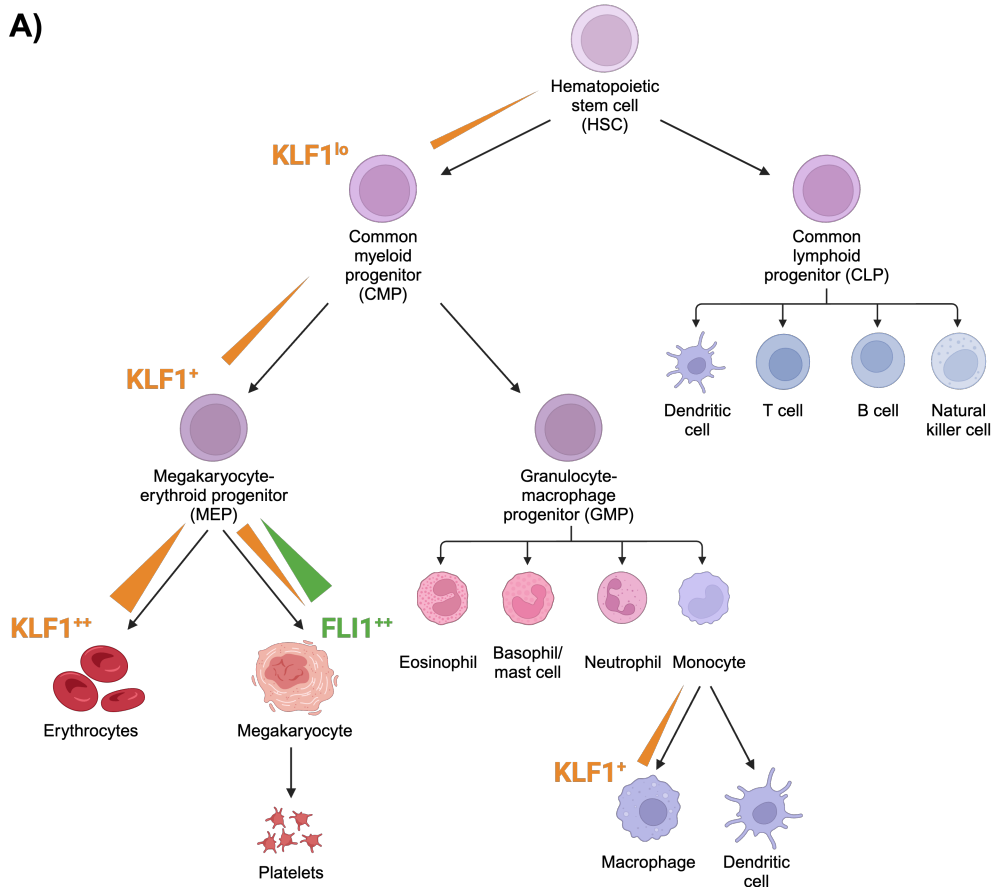 A)
Hematopoietic
stem cell
(HSC)
KLF1lo
Common
myeloid
progenitor
(CMP)
Common
lymphoid
progenitor (CLP)
KLF1+
Dendritic
cell
T cell
B cell
Natural
killer cell
Megakaryocyte-
erythroid progenitor
(MEP)
Granulocyte-
macrophage
progenitor (GMP)
KLF1++
FLI1++
Eosinophil
Basophil/
mast cell
Neutrophil
Monocyte
Erythrocytes
Megakaryocyte
KLF1+
Platelets
Macrophage
Dendritic
cell